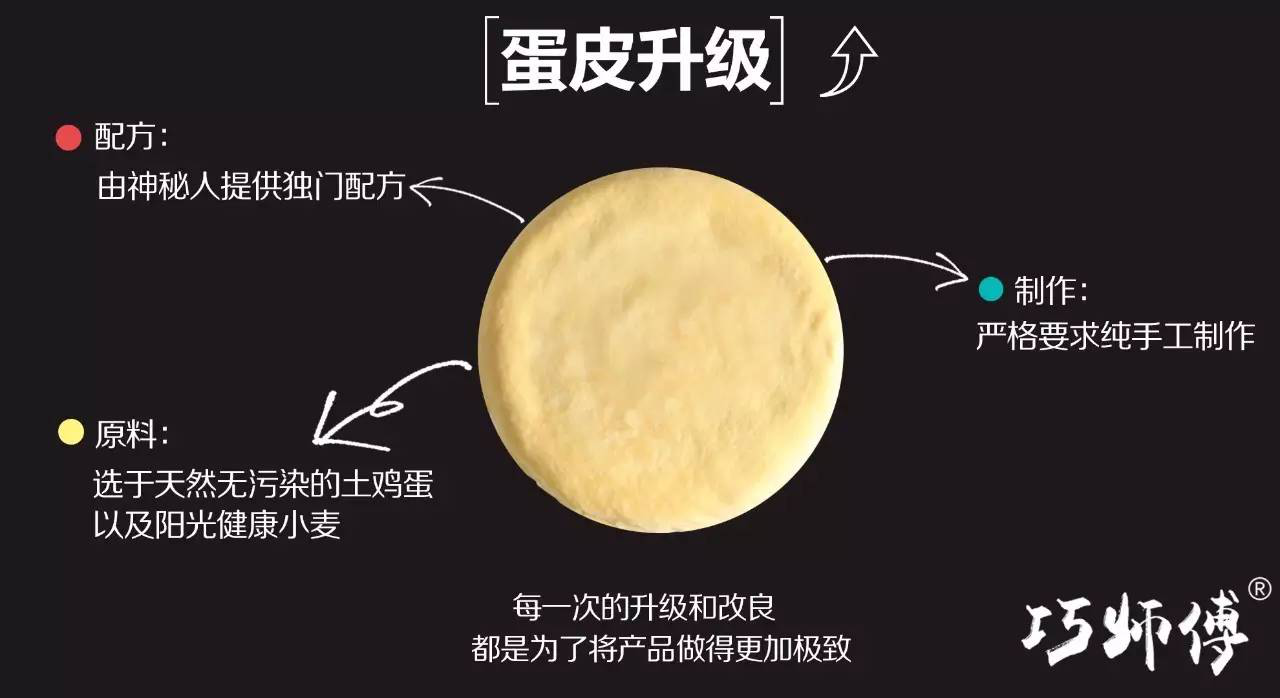 [蛋皮升级]
配方：
由神秘人提供独门配方
制作：
严格要求纯手工制作
原料：
选于天然无污染的土鸡蛋
以及阳光健康小麦
每一次的升级和改良
都是为了将产品做得更加极致
巧师傅®